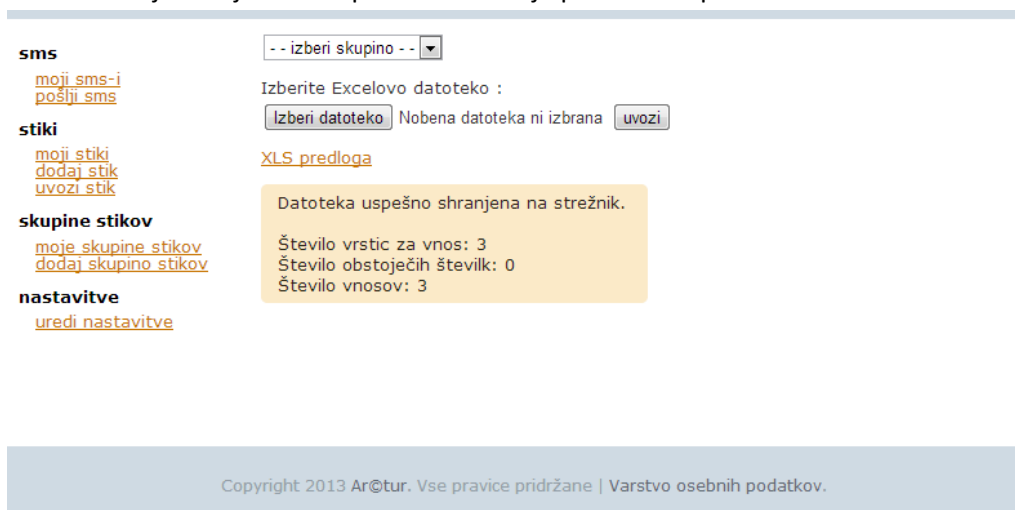 sms
moji sms-i
pošlji sms
stiki
moji stiki
dodaj stik
uvozi stik
skupine stikov
moje skupine stikov
dodaj skupino stikov
nastavitve
uredi nastavitve
- - izberi skupino - -
Izberite Excelovo datoteko :
Izberi datoteko Nobena datoteka ni izbrana uvozi
XLS predloga
Datoteka uspešno shranjena na strežnik.
Število vrstic za vnos: 3
Število obstoječih številk: 0
Število vnosov: 3
Copyright 2013 Ar©tur. Vse pravice pridržane | Varstvo osebnih podatkov.